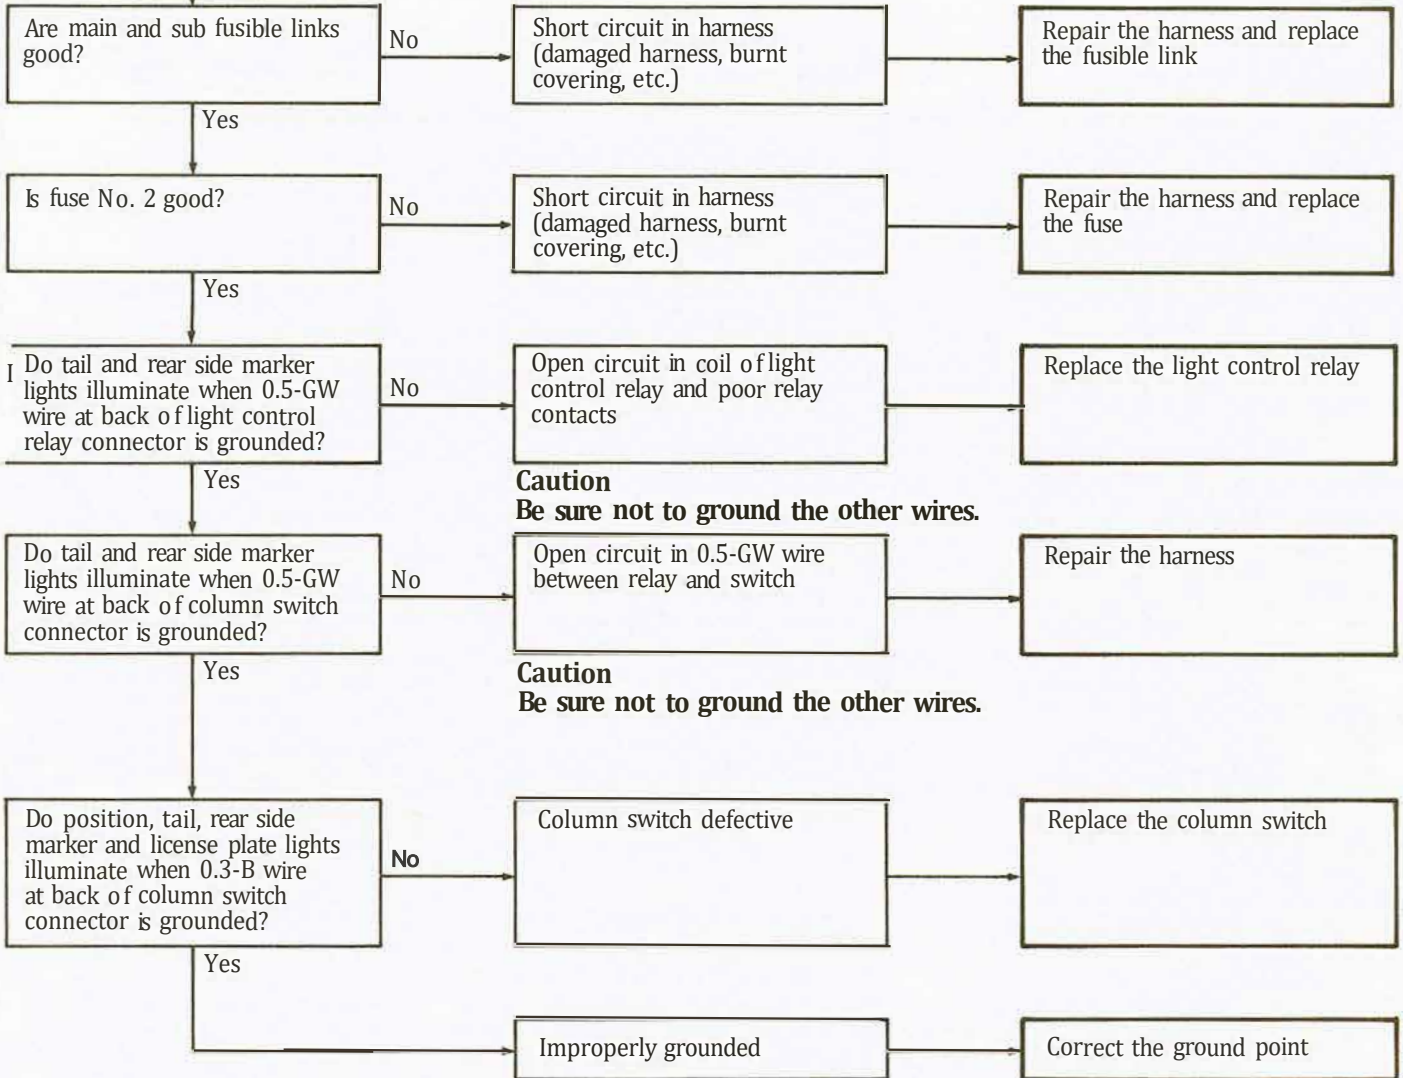 Are main and sub fusible links
good?
No
Short circuit in harness
(damaged harness, burnt
covering, etc.)
Repair the harness and replace
the fusible link
Yes
Is fuse No. 2 good?
No
Short circuit in harness
(damaged harness, burnt
covering, etc.)
Repair the harness and replace
the fuse
Yes
Do tail and rear side marker
lights illuminate when 0.5-GW
wire at back of light control
relay connector is grounded?
No
Open circuit in coil of light
control relay and poor relay
contacts
Replace the light control relay
Yes
Caution
Be sure not to ground the other wires.
Do tail and rear side marker
lights illuminate when 0.5-GW
wire at back of column switch
connector is grounded?
No
Open circuit in 0.5-GW wire
between relay and switch
Repair the harness
Yes
Caution
Be sure not to ground the other wires.
Do position, tail, rear side
marker and license plate lights
illuminate when 0.3-B wire
at back of column switch
connector is grounded?
No
Column switch defective
Replace the column switch
Yes
Improperly grounded
Correct the ground point